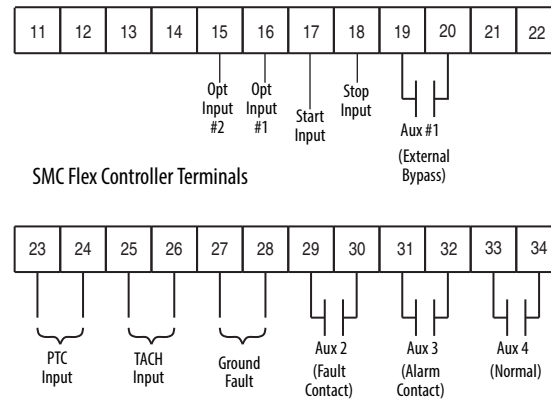 11 12 13 14 15 16 17 18 19 20 21 22
Opt
Input
#2
Opt
Input
#1
Start
Input
Stop
Input
Aux #1
(External
Bypass)
SMC Flex Controller Terminals
23 24 25 26 27 28 29 30 31 32 33 34
PTC
Input
TACH
Input
Ground
Fault
Aux 2
(Fault
Contact)
Aux 3
(Alarm
Contact)
Aux 4
(Normal)